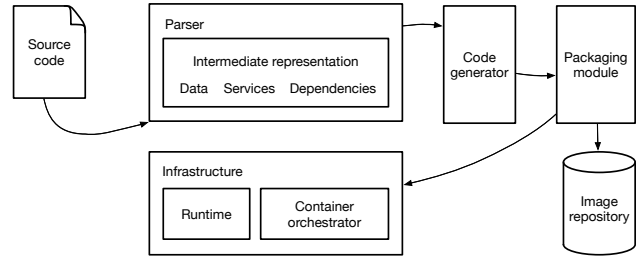 Source
code
Parser
Intermediate representation
Data Services Dependencies
Code
generator
Packaging
module
Infrastructure
Runtime
Container
orchestrator
Image
repository